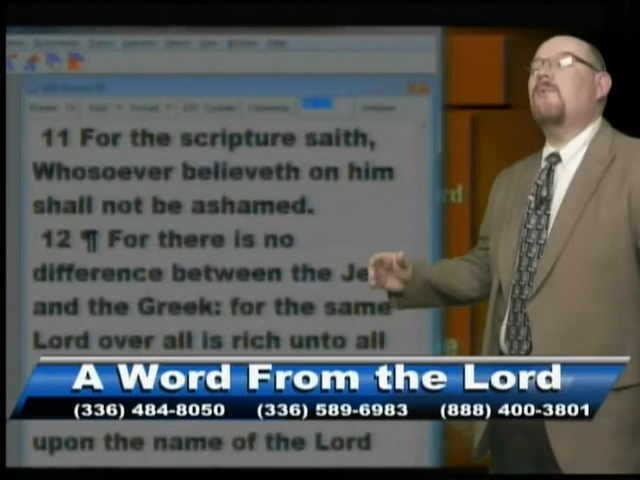 11 For the scripture saith,
Whosoever believeth on him
shall not be ashamed.
12 ¶ For there is no
difference between the Je
and the Greek: for the same
Lord over all is rich unto all
A Word From the Lord
(336) 484-8050 (336) 589-6983 (888) 400-3801
upon the name of the Lord